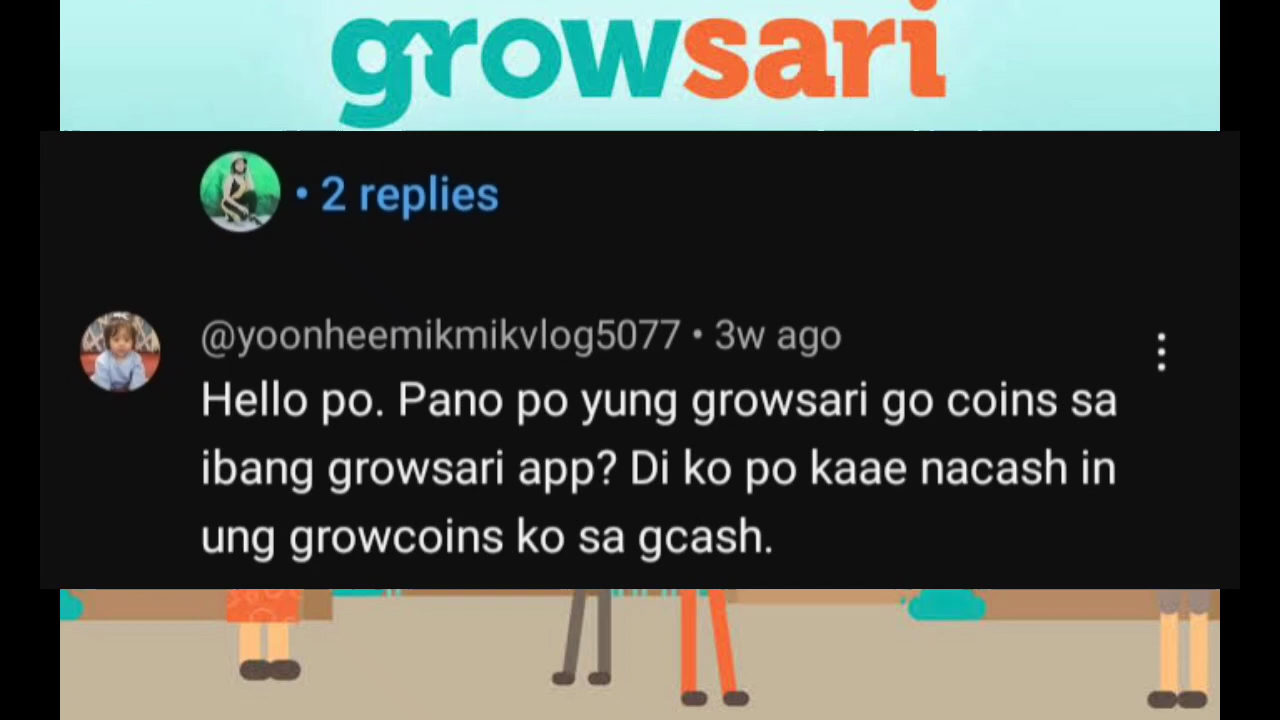 growsari
• 2 replies
@yoonheemikmikvlog5077 • 3w ago
Hello po. Pano po yung growsari go coins sa
ibang growsari app? Di ko po kaae nacash in
ung growcoins ko sa gcash.